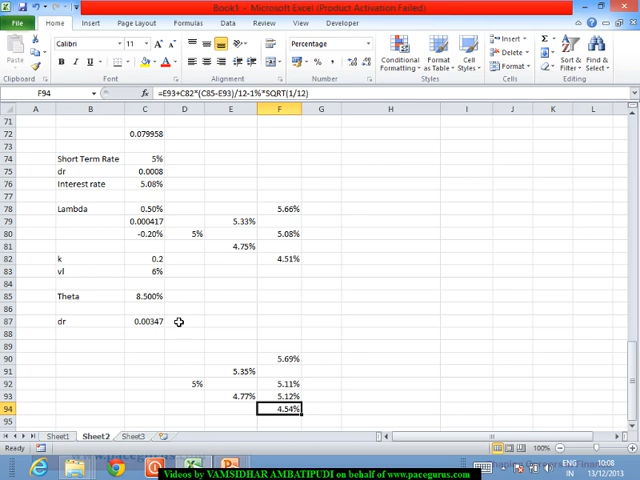 Book1 - Microsoft Excel (Product Activation Failed)
File Home Insert Page Layout Formulas Data Review View Developer
Calibri 11 Percentage Conditional Formatting Format as Table Cell Styles Insert Delete Format Sort & Filter Find & Select
Paste B I U
Clipboard Font Alignment Number Styles Cells Editing
F94 fx =E93+C82*(C85-E93)/12-1%*SQRT(1/12)
A B C D E F G H I J K L
71
72 0.079958
73
74 Short Term Rate 5%
75 dr 0.0008
76 Interest rate 5.08%
77
78 Lambda 0.50% 5.66%
79 0.000417 5.33%
80 -0.20% 5% 5.08%
81 4.75%
82 k 0.2 4.51%
83 vl 6%
84
85 Theta 8.500%
86
87 dr 0.00347
88
89
90 5.69%
91 5.35%
92 5% 5.11%
93 4.77% 5.12%
94 4.54%
95
Sheet1 Sheet2 Sheet3
Ready 100%
ENG 10:08
IN 13/12/2013
Videos by VAMSIDHAR AMBATIPUDI on behalf of www.pacegurus.com